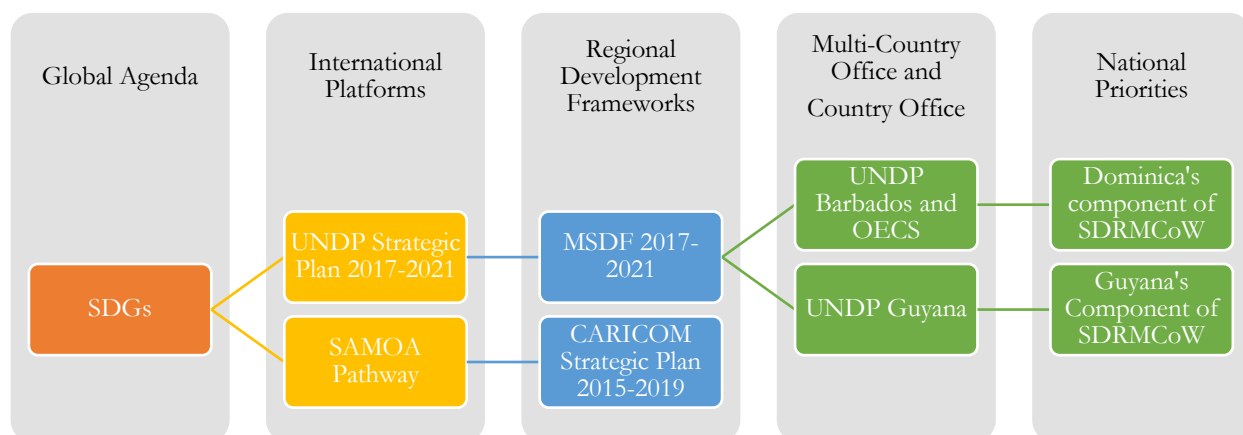 Global Agenda
International
Platforms
Regional
Development
Frameworks
Multi-Country
Office and
Country Office
National
Priorities
SDGs
UNDP Strategic
Plan 2017-2021
SAMOA
Pathway
MSDF 2017-
2021
CARICOM
Strategic Plan
2015-2019
UNDP
Barbados and
OECS
UNDP Guyana
Dominica's
component of
SDRMCoW
Guyana's
Component of
SDRMCoW